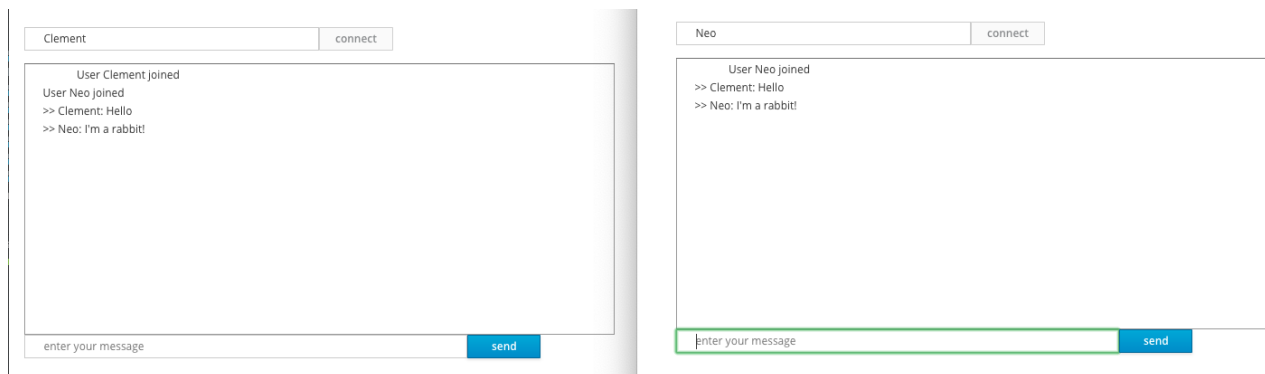 Clement
connect
User Clement joined
User Neo joined
>> Clement: Hello
>> Neo: I'm a rabbit!
enter your message
send
Neo
connect
User Neo joined
>> Clement: Hello
>> Neo: I'm a rabbit!
enter your message
send